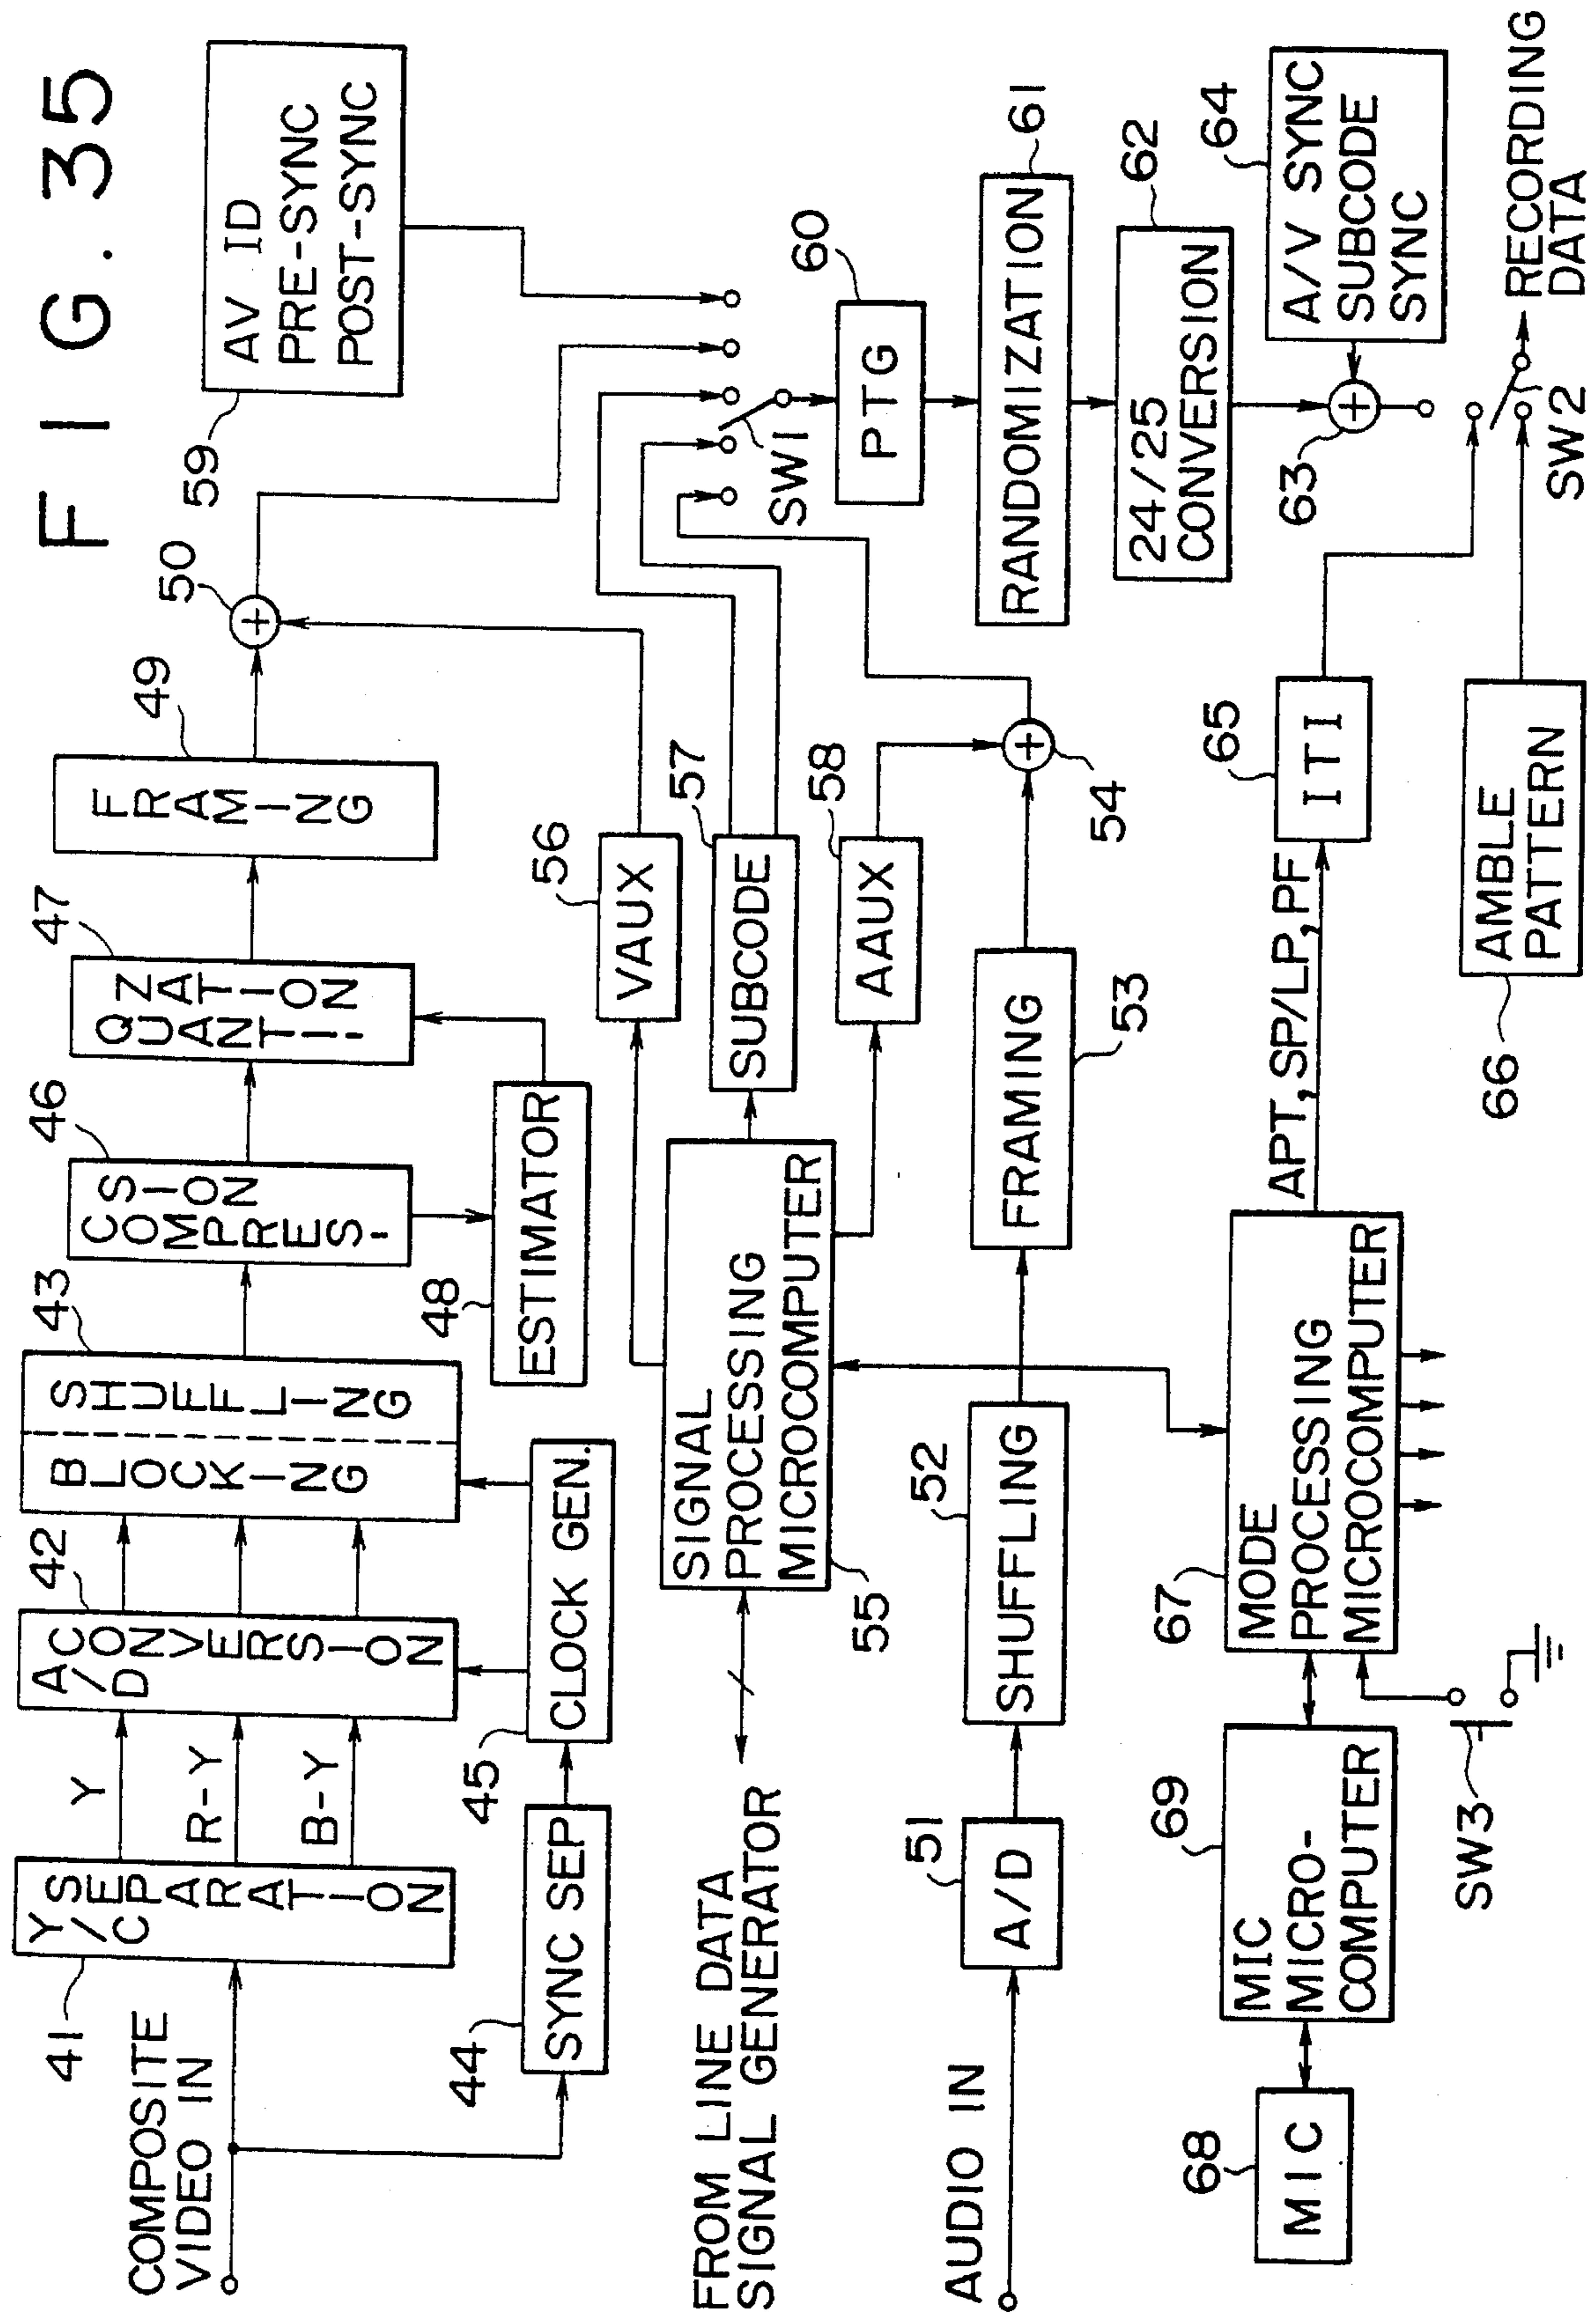 FIG. 35
COMPOSITE
VIDEO IN
41
Y/C
SEPARATION
Y
R-Y
B-Y
42
A/D
CONVERSION
43
BLOCKING
SHUFFLING
46
COMPRES-
SION
47
QUANTI-
ZATION
49
FRAMING
50
59
AV ID
PRE-SYNC
POST-SYNC
44
SYNC SEP
45
CLOCK GEN.
48
ESTIMATOR
56
VAUX
FROM LINE DATA
SIGNAL GENERATOR
55
SIGNAL
PROCESSING
MICROCOMPUTER
57
SUBCODE
58
AAUX
SW1
60
PTG
AUDIO IN
51
A/D
52
SHUFFLING
53
FRAMING
54
61
RANDOMIZATION
62
24/25
CONVERSION
63
64
A/V SYNC
SUBCODE
SYNC
68
MIC
69
MIC
MICRO-
COMPUTER
SW3
67
MODE
PROCESSING
MICROCOMPUTER
APT, SP/LP, PF
65
ITI
66
AMBLE
PATTERN
SW2
RECORDING
DATA